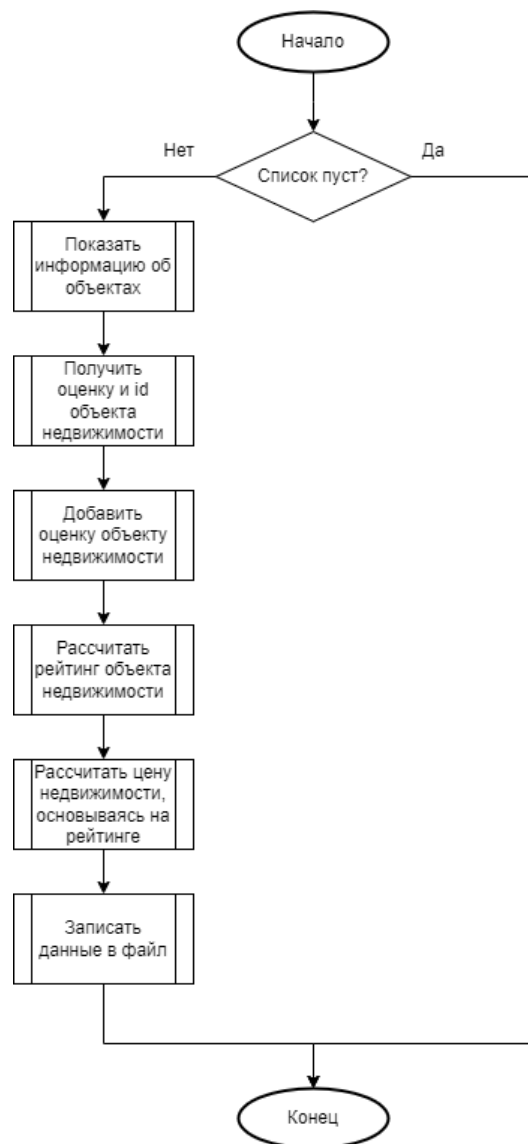 Начало
Нет
Да
Список пуст?
Показать
информацию об
объектах
Получить
оценку и id
объекта
недвижимости
Добавить
оценку объекту
недвижимости
Рассчитать
рейтинг объекта
недвижимости
Рассчитать цену
недвижимости,
основываясь на
рейтинге
Записать
данные в файл
Конец